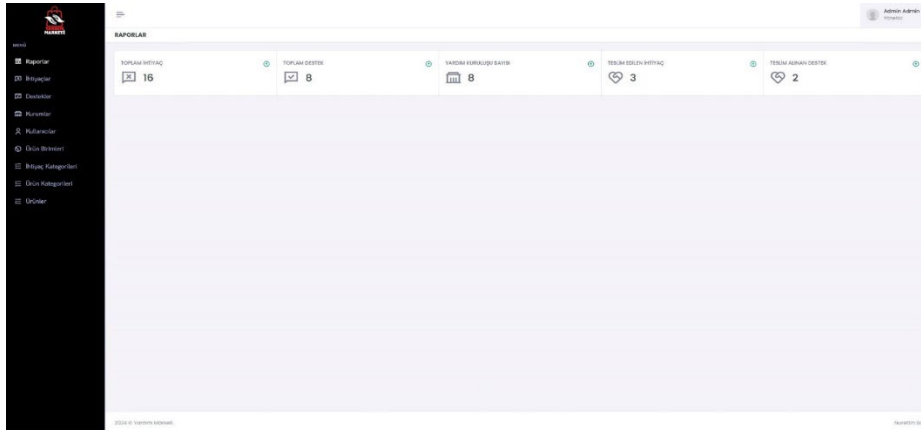 YARDIM
MARKETİ
MENÜ
Raporlar
İhtiyaçlar
Destekler
Kurumlar
Kullanıcılar
Ürün Birimleri
İhtiyaç Kategorileri
Ürün Kategorileri
Ürünler
Admin Admin
Yönetici
RAPORLAR
TOPLAM İHTİYAÇ
16
TOPLAM DESTEK
8
YARDIM KURULUŞU SAYISI
8
TESLİM EDİLEN İHTİYAÇ
3
TESLİM ALINAN DESTEK
2
2024 © Yardım Marketi